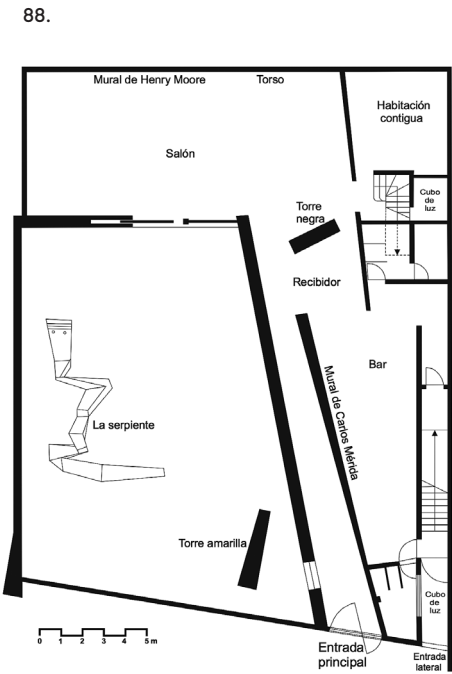 88.
Mural de Henry Moore
Torso
Habitación
contigua
Salón
Cubo
de
luz
Torre
negra
Recibidor
Bar
Mural de Carlos Mérida
La serpiente
Torre amarilla
Cubo
de
luz
0 1 2 3 4 5 m
Entrada
principal
Entrada
lateral